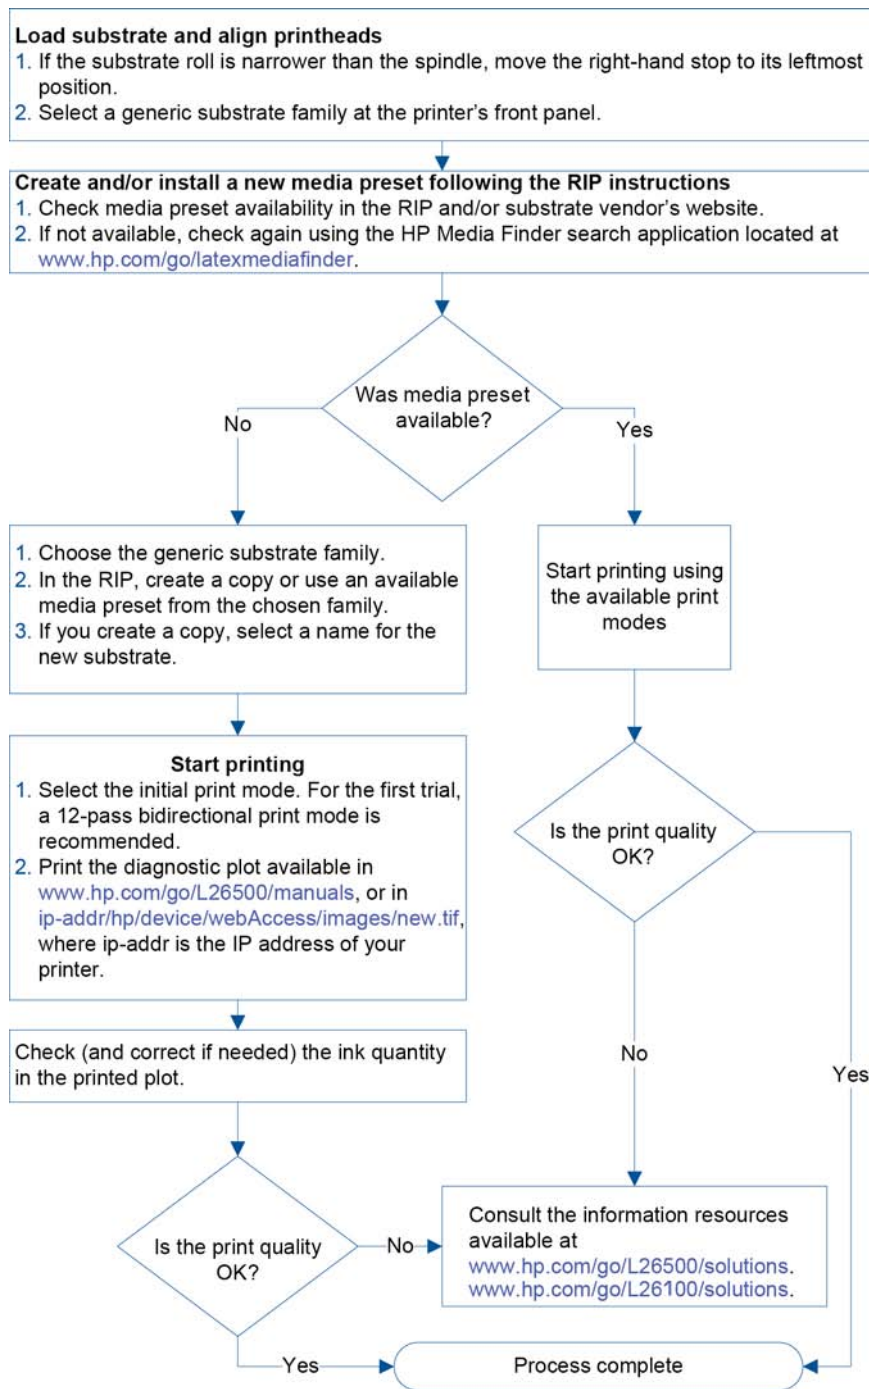 Load substrate and align printheads
1. If the substrate roll is narrower than the spindle, move the right-hand stop to its leftmost
position.
2. Select a generic substrate family at the printer's front panel.
Create and/or install a new media preset following the RIP instructions
1. Check media preset availability in the RIP and/or substrate vendor's website.
2. If not available, check again using the HP Media Finder search application located at
www.hp.com/go/latexmediafinder.
Was media preset
available?
No
Yes
1. Choose the generic substrate family.
2. In the RIP, create a copy or use an available
media preset from the chosen family.
3. If you create a copy, select a name for the
new substrate.
Start printing using
the available print
modes
Start printing
1. Select the initial print mode. For the first trial,
a 12-pass bidirectional print mode is
recommended.
2. Print the diagnostic plot available in
www.hp.com/go/L26500/manuals, or in
ip-addr/hp/device/webAccess/images/new.tif,
where ip-addr is the IP address of your
printer.
Is the print quality
OK?
Check (and correct if needed) the ink quantity
in the printed plot.
No
Yes
Is the print quality
OK?
No
Consult the information resources
available at
www.hp.com/go/L26500/solutions.
www.hp.com/go/L26100/solutions.
Yes
Process complete